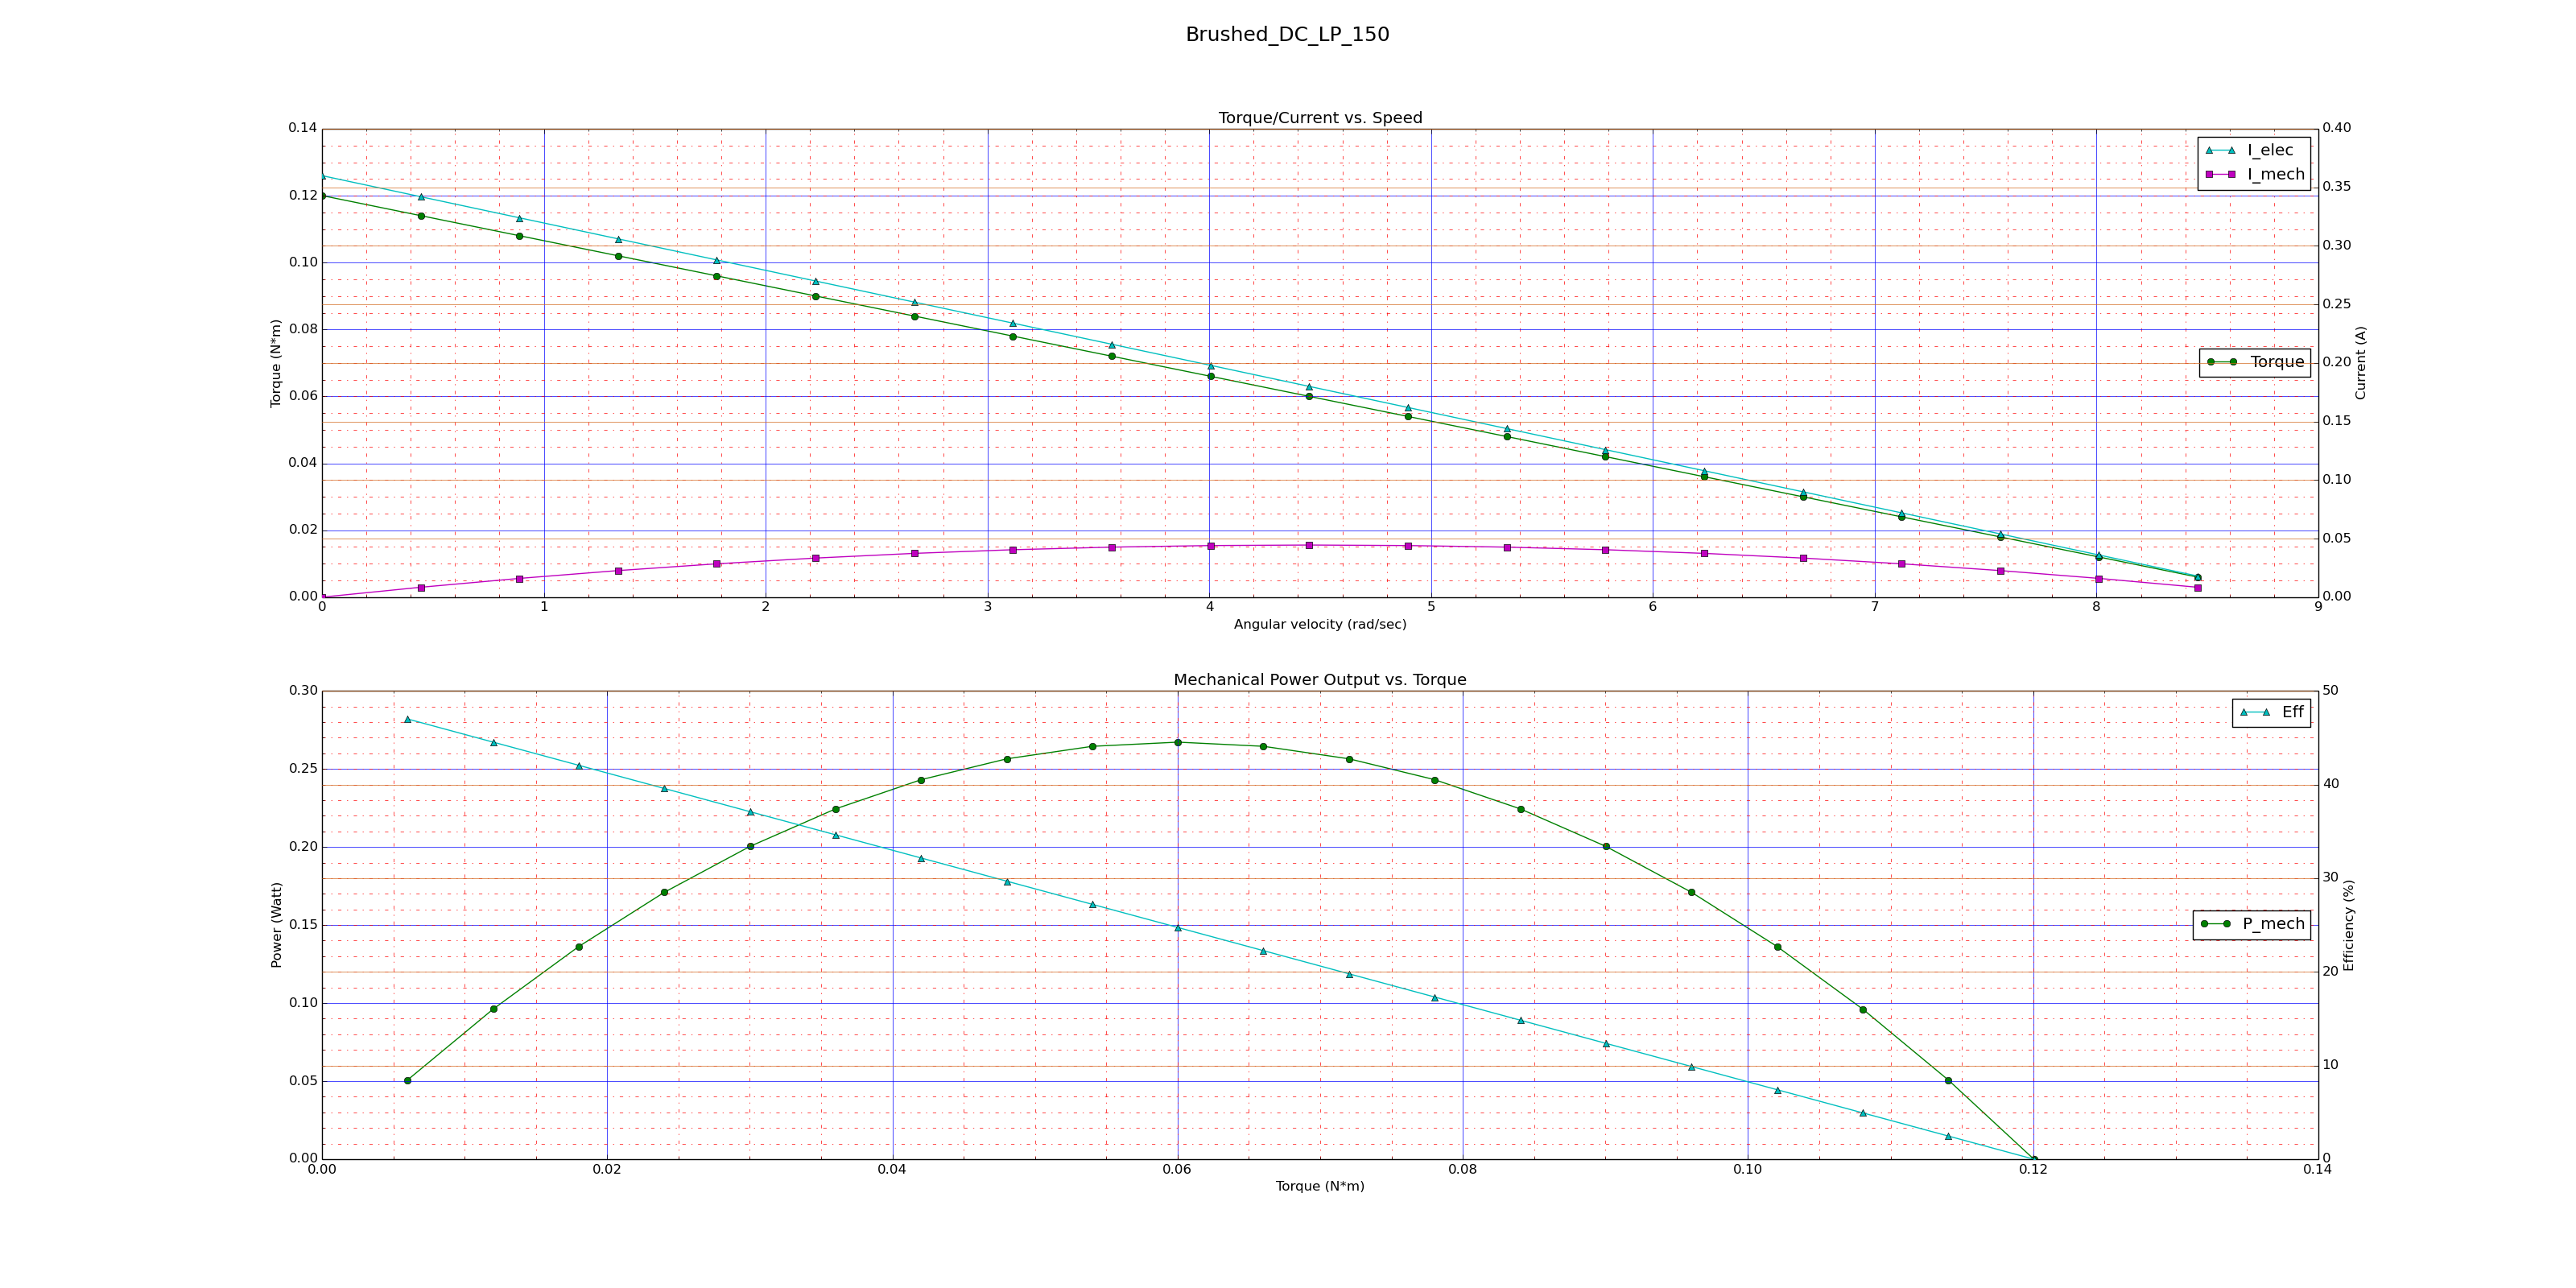 Brushed_DC_LP_150
Torque/Current vs. Speed
0.14
0.12
0.10
0.08
0.06
0.04
0.02
0.00
Torque (N*m)
0.40
0.35
0.30
0.25
0.20
0.15
0.10
0.05
0.00
Current (A)
I_elec
I_mech
Torque
0 1 2 3 4 5 6 7 8 9
Angular velocity (rad/sec)
Mechanical Power Output vs. Torque
0.30
0.25
0.20
0.15
0.10
0.05
0.00
Power (Watt)
50
40
30
20
10
0
Efficiency (%)
Eff
P_mech
0.00 0.02 0.04 0.06 0.08 0.10 0.12 0.14
Torque (N*m)